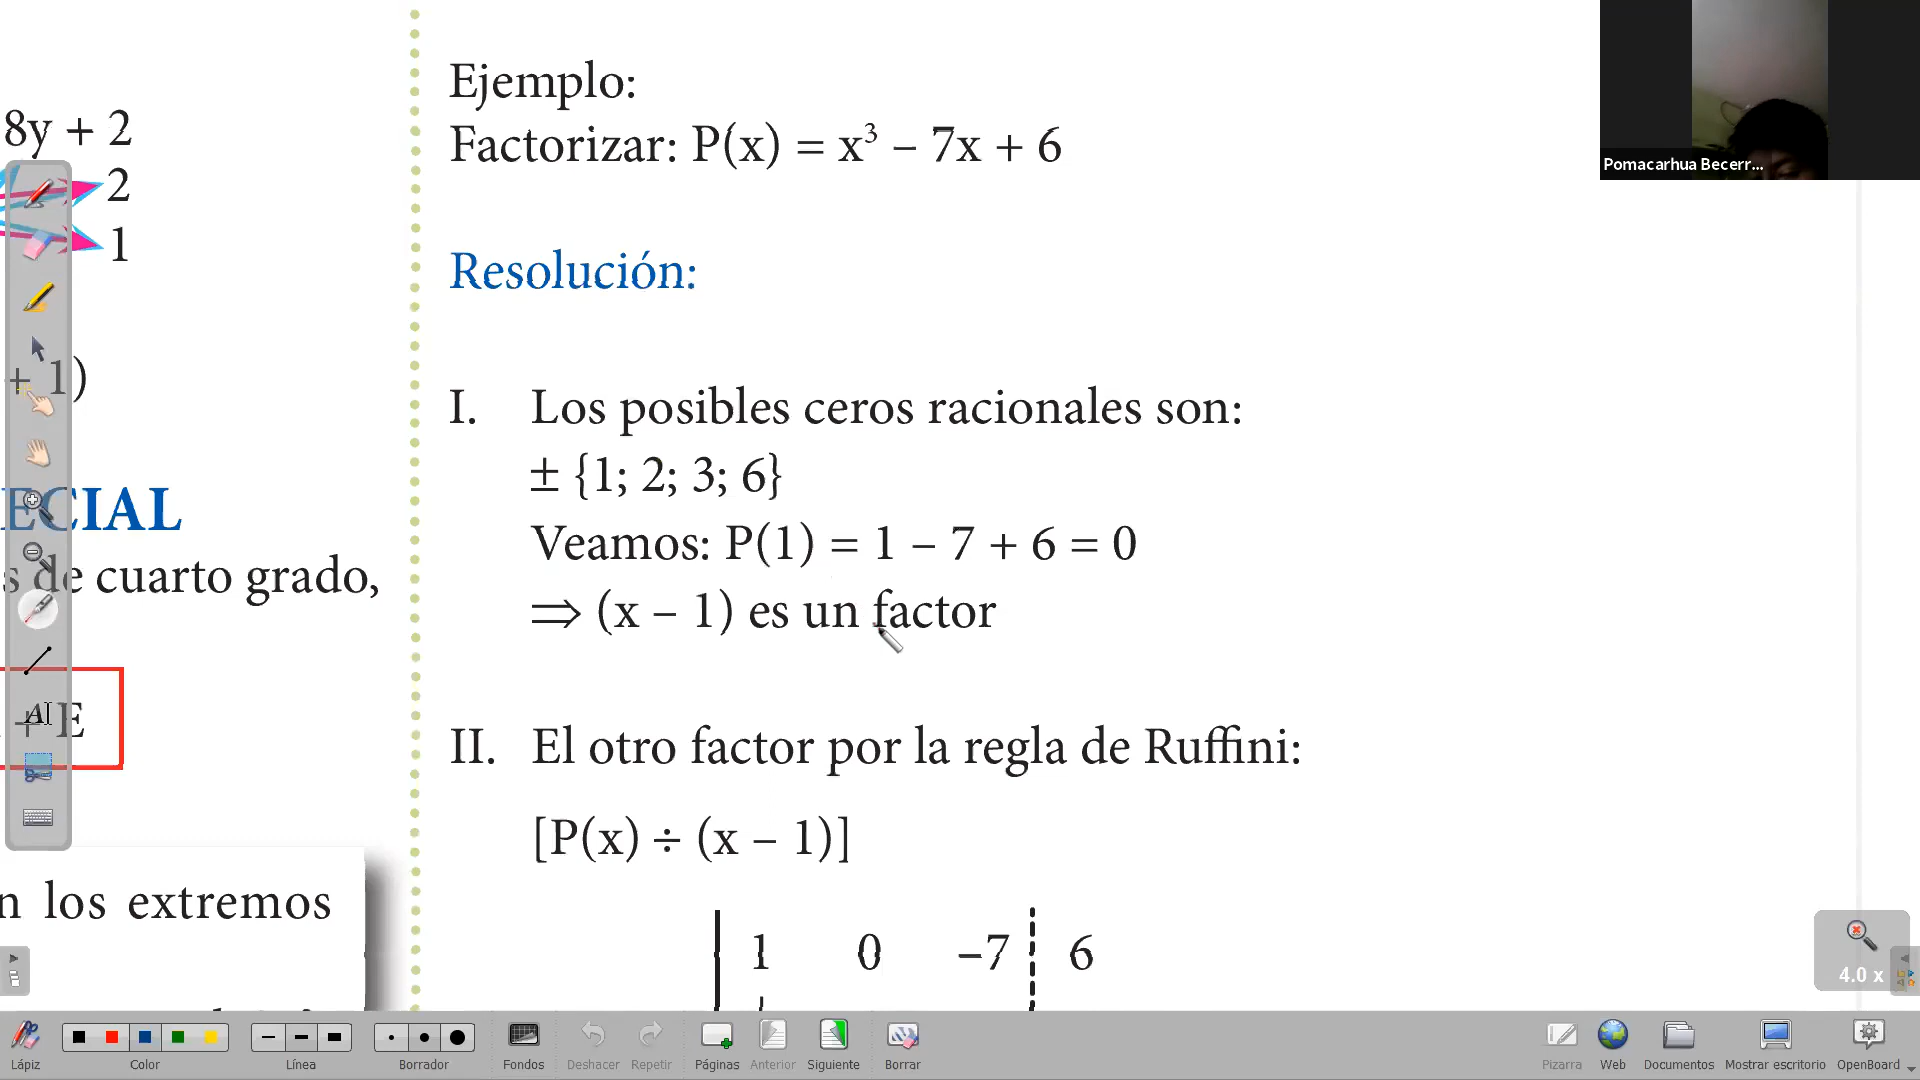 8y + 2
2
1
+ 1)
ECIAL
s de cuarto grado,
+ E
n los extremos
Ejemplo:
Factorizar: P(x) = x³ – 7x + 6
Resolución:
I. Los posibles ceros racionales son:
± {1; 2; 3; 6}
Veamos: P(1) = 1 – 7 + 6 = 0
⇒ (x – 1) es un factor
II. El otro factor por la regla de Ruffini:
[P(x) ÷ (x – 1)]
1 0 –7 6
Pomacarhua Becerr...
4.0 x
Lápiz Color Línea Borrador Fondos Deshacer Repetir Páginas Anterior Siguiente Borrar Pizarra Web Documentos Mostrar escritorio OpenBoard